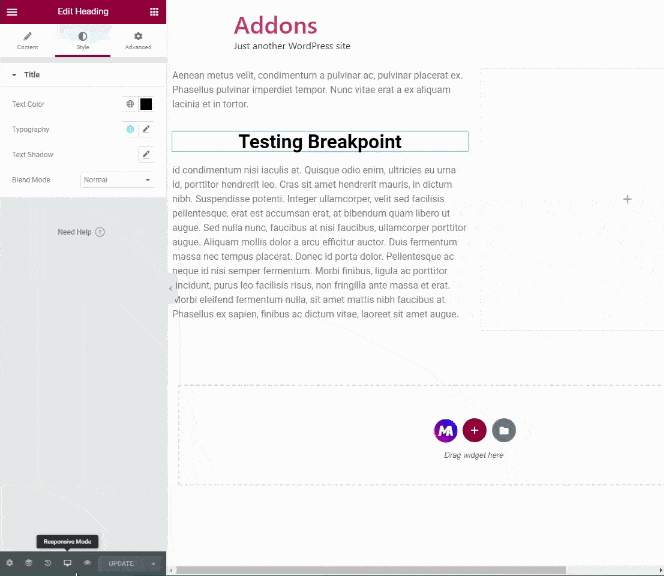 Edit Heading
Content
Style
Advanced
Title
Text Color
Typography
Text Shadow
Blend Mode
Normal
Need Help ?
Responsive Mode
UPDATE
Addons
Just another WordPress site
Aenean metus velit, condimentum a pulvinar ac, pulvinar placerat ex.
Phasellus pulvinar imperdiet tempor. Nunc vitae erat a ex aliquam
lacinia et in tortor.
Testing Breakpoint
id condimentum nisi iaculis at. Quisque odio enim, ultricies eu urna
id, porttitor hendrerit leo. Cras sit amet hendrerit mauris, in dictum
nibh. Suspendisse potenti. Integer ullamcorper, velit sed facilisis
pellentesque, erat est accumsan erat, at bibendum quam libero ut
augue. Sed nulla nunc, faucibus at nisi faucibus, ullamcorper porttitor
augue. Aliquam mollis dolor a arcu efficitur auctor. Duis fermentum
massa nec tempus placerat. Donec id porta dolor. Pellentesque ac
neque id nisi semper fermentum. Morbi finibus, ligula ac porttitor
tincidunt, purus leo facilisis risus, non fringilla ante massa et erat.
Morbi eleifend fermentum nulla, sit amet mattis nibh faucibus at.
Phasellus ex sapien, finibus ac dictum vitae, laoreet sit amet augue.
MA
Drag widget here